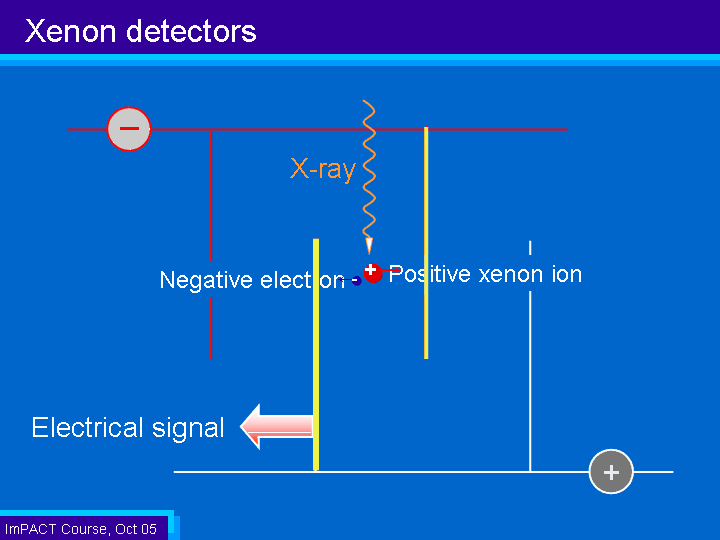 Xenon detectors
−
X-ray
+
Negative electron - Positive xenon ion
Electrical signal
+
ImPACT Course, Oct 05